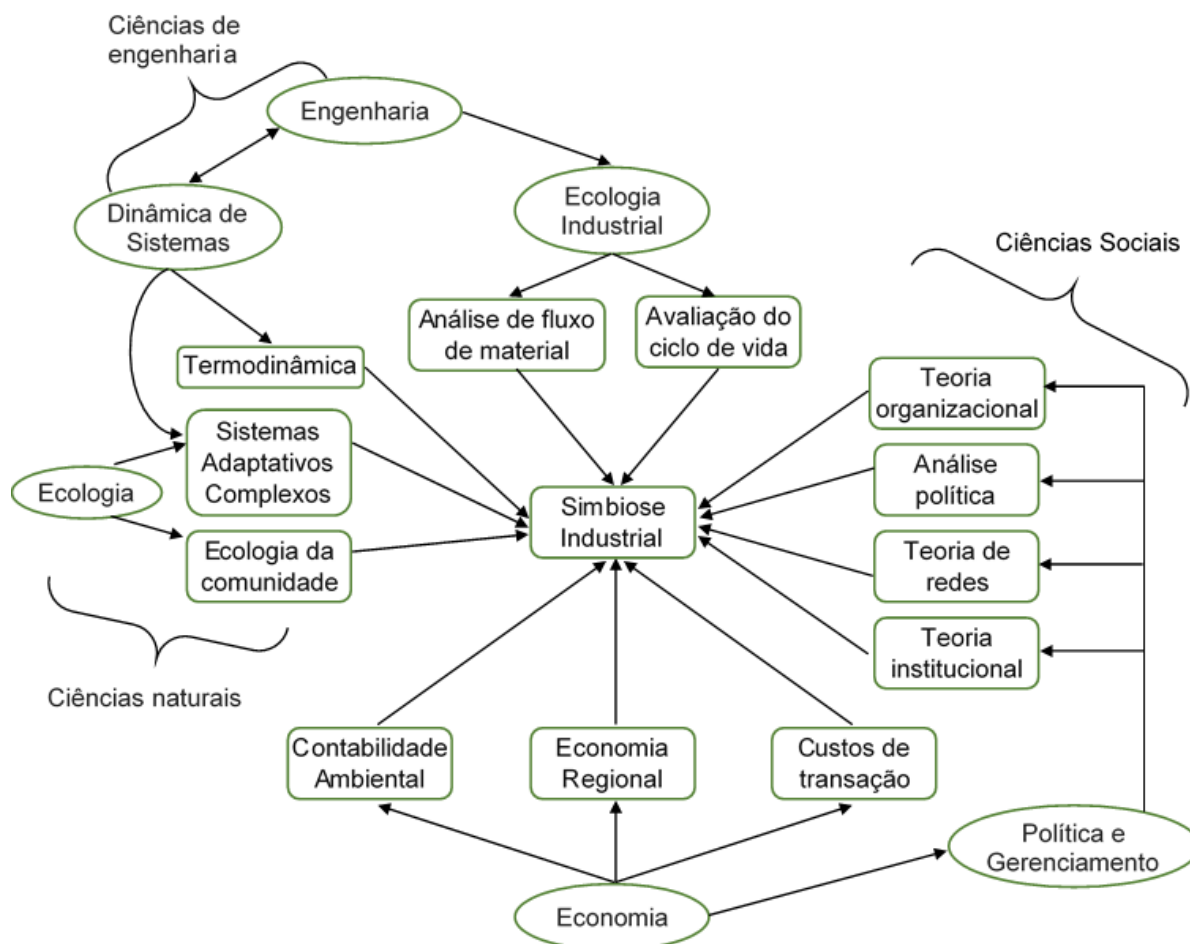 Ciências de
engenharia
Engenharia
Dinâmica de
Sistemas
Ecologia
Industrial
Ciências Sociais
Análise de fluxo
de material
Avaliação do
ciclo de vida
Termodinâmica
Teoria
organizacional
Sistemas
Adaptativos
Complexos
Ecologia
Análise
política
Simbiose
Industrial
Ecologia da
comunidade
Teoria de
redes
Teoria
institucional
Ciências naturais
Contabilidade
Ambiental
Economia
Regional
Custos de
transação
Política e
Gerenciamento
Economia